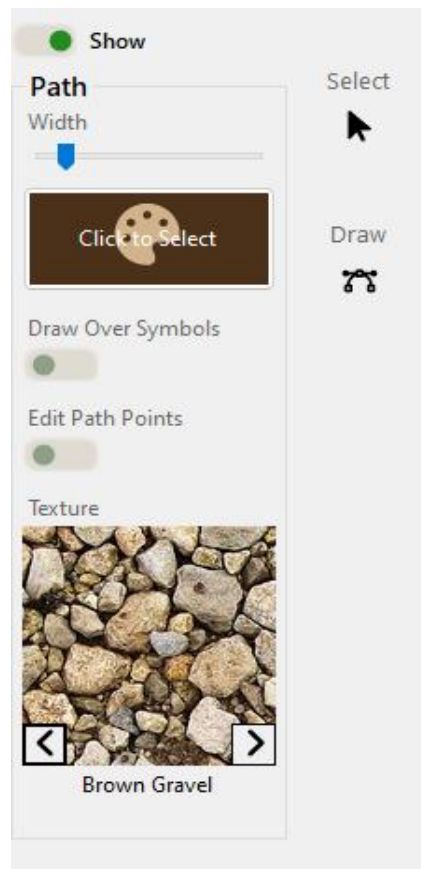 Show
Path
Width
Click to Select
Draw Over Symbols
Edit Path Points
Texture
Brown Gravel
Select
Draw